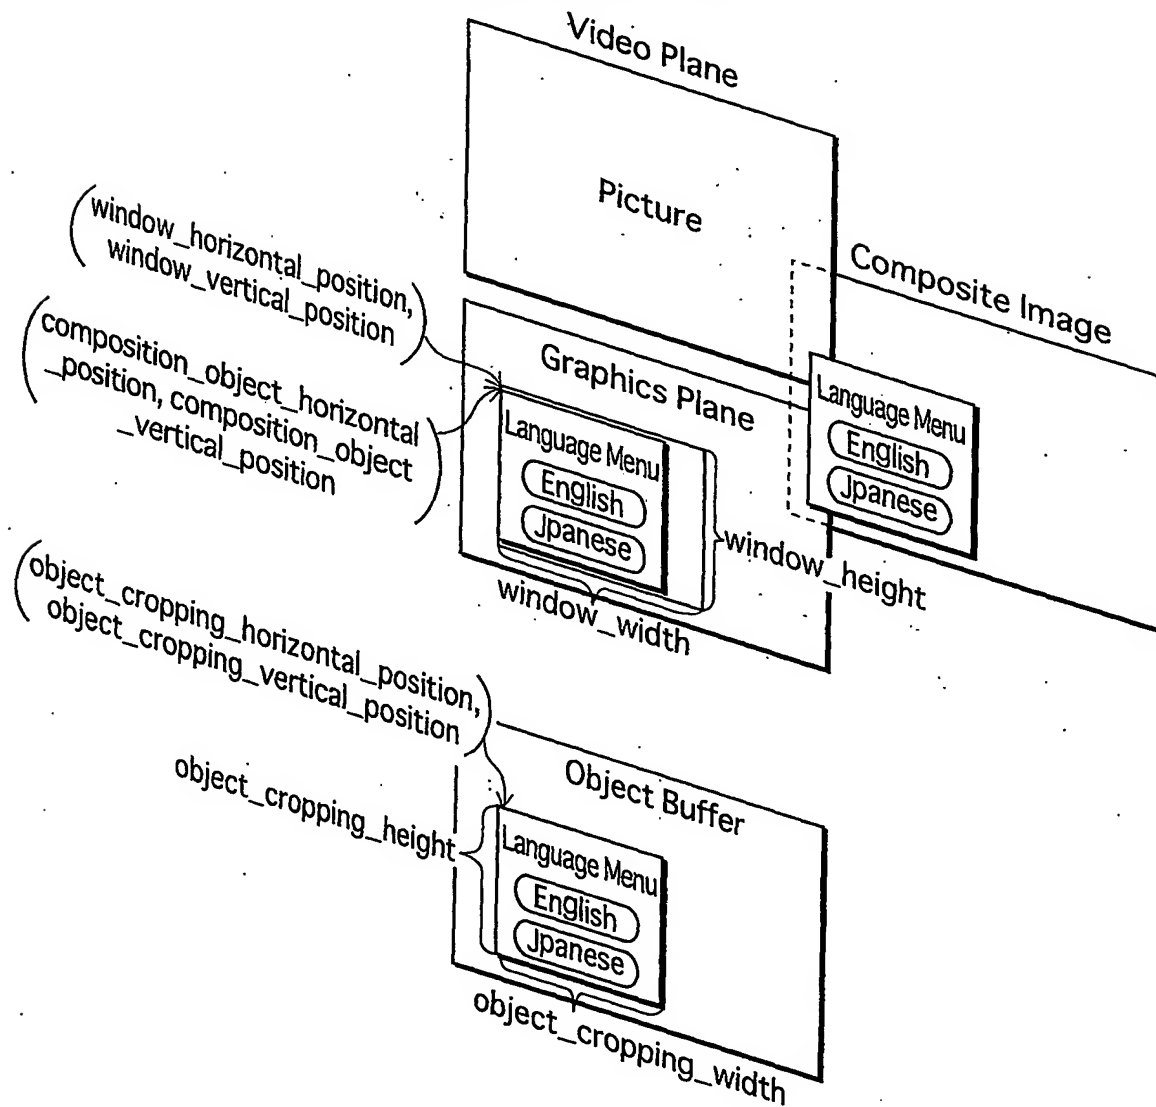 Video Plane
Picture
window_horizontal_position,
window_vertical_position
Composite Image
composition_object_horizontal
_position, composition_object
_vertical_position
Graphics Plane
Language Menu
English
Jpanese
Language Menu
English
Jpanese
window_height
window_width
object_cropping_horizontal_position,
object_cropping_vertical_position
object_cropping_height
Object Buffer
Language Menu
English
Jpanese
object_cropping_width